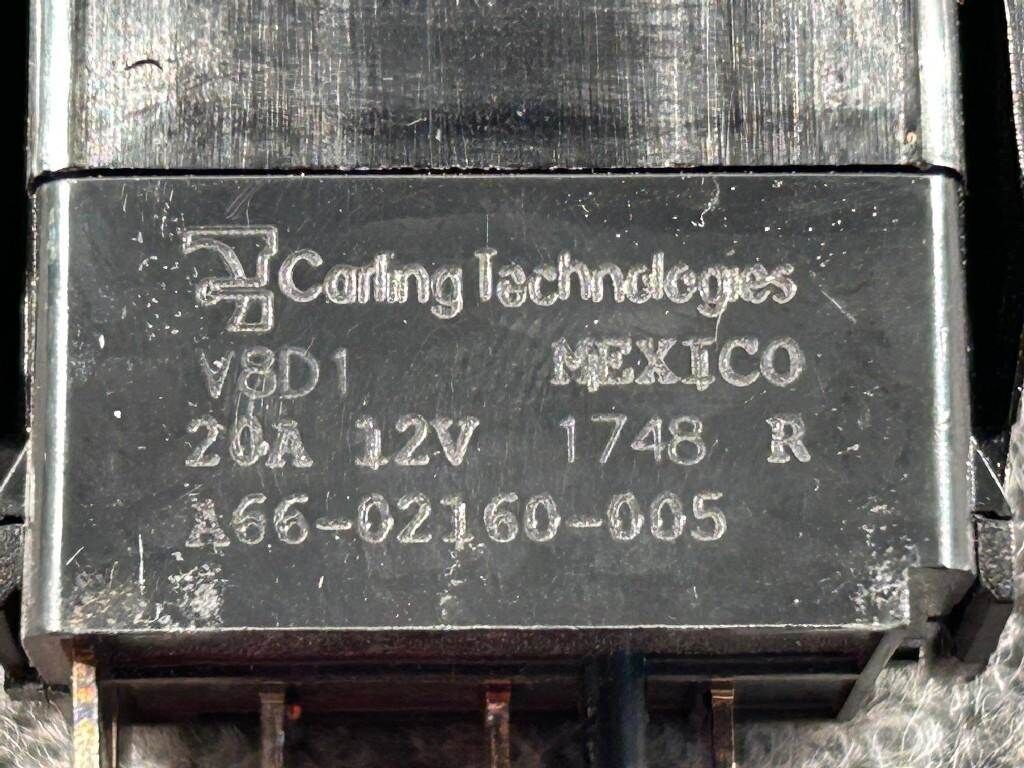 Carling Technologies
V8D1 MEXICO
20A 12V 1748 R
A66-02160-005